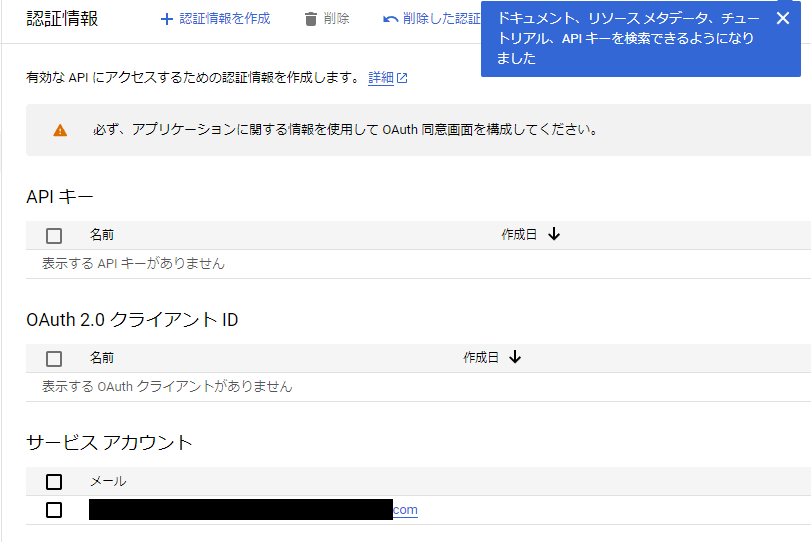 認証情報
認証情報を作成
削除
削除した認証
ドキュメント、リソース メタデータ、チュー
トリアル、API キーを検索できるようになり
ました
有効な API にアクセスするための認証情報を作成します。 詳細
必ず、アプリケーションに関する情報を使用して OAuth 同意画面を構成してください。
API キー
名前 作成日
表示する API キーがありません
OAuth 2.0 クライアント ID
名前 作成日
表示する OAuth クライアントがありません
サービス アカウント
メール
com